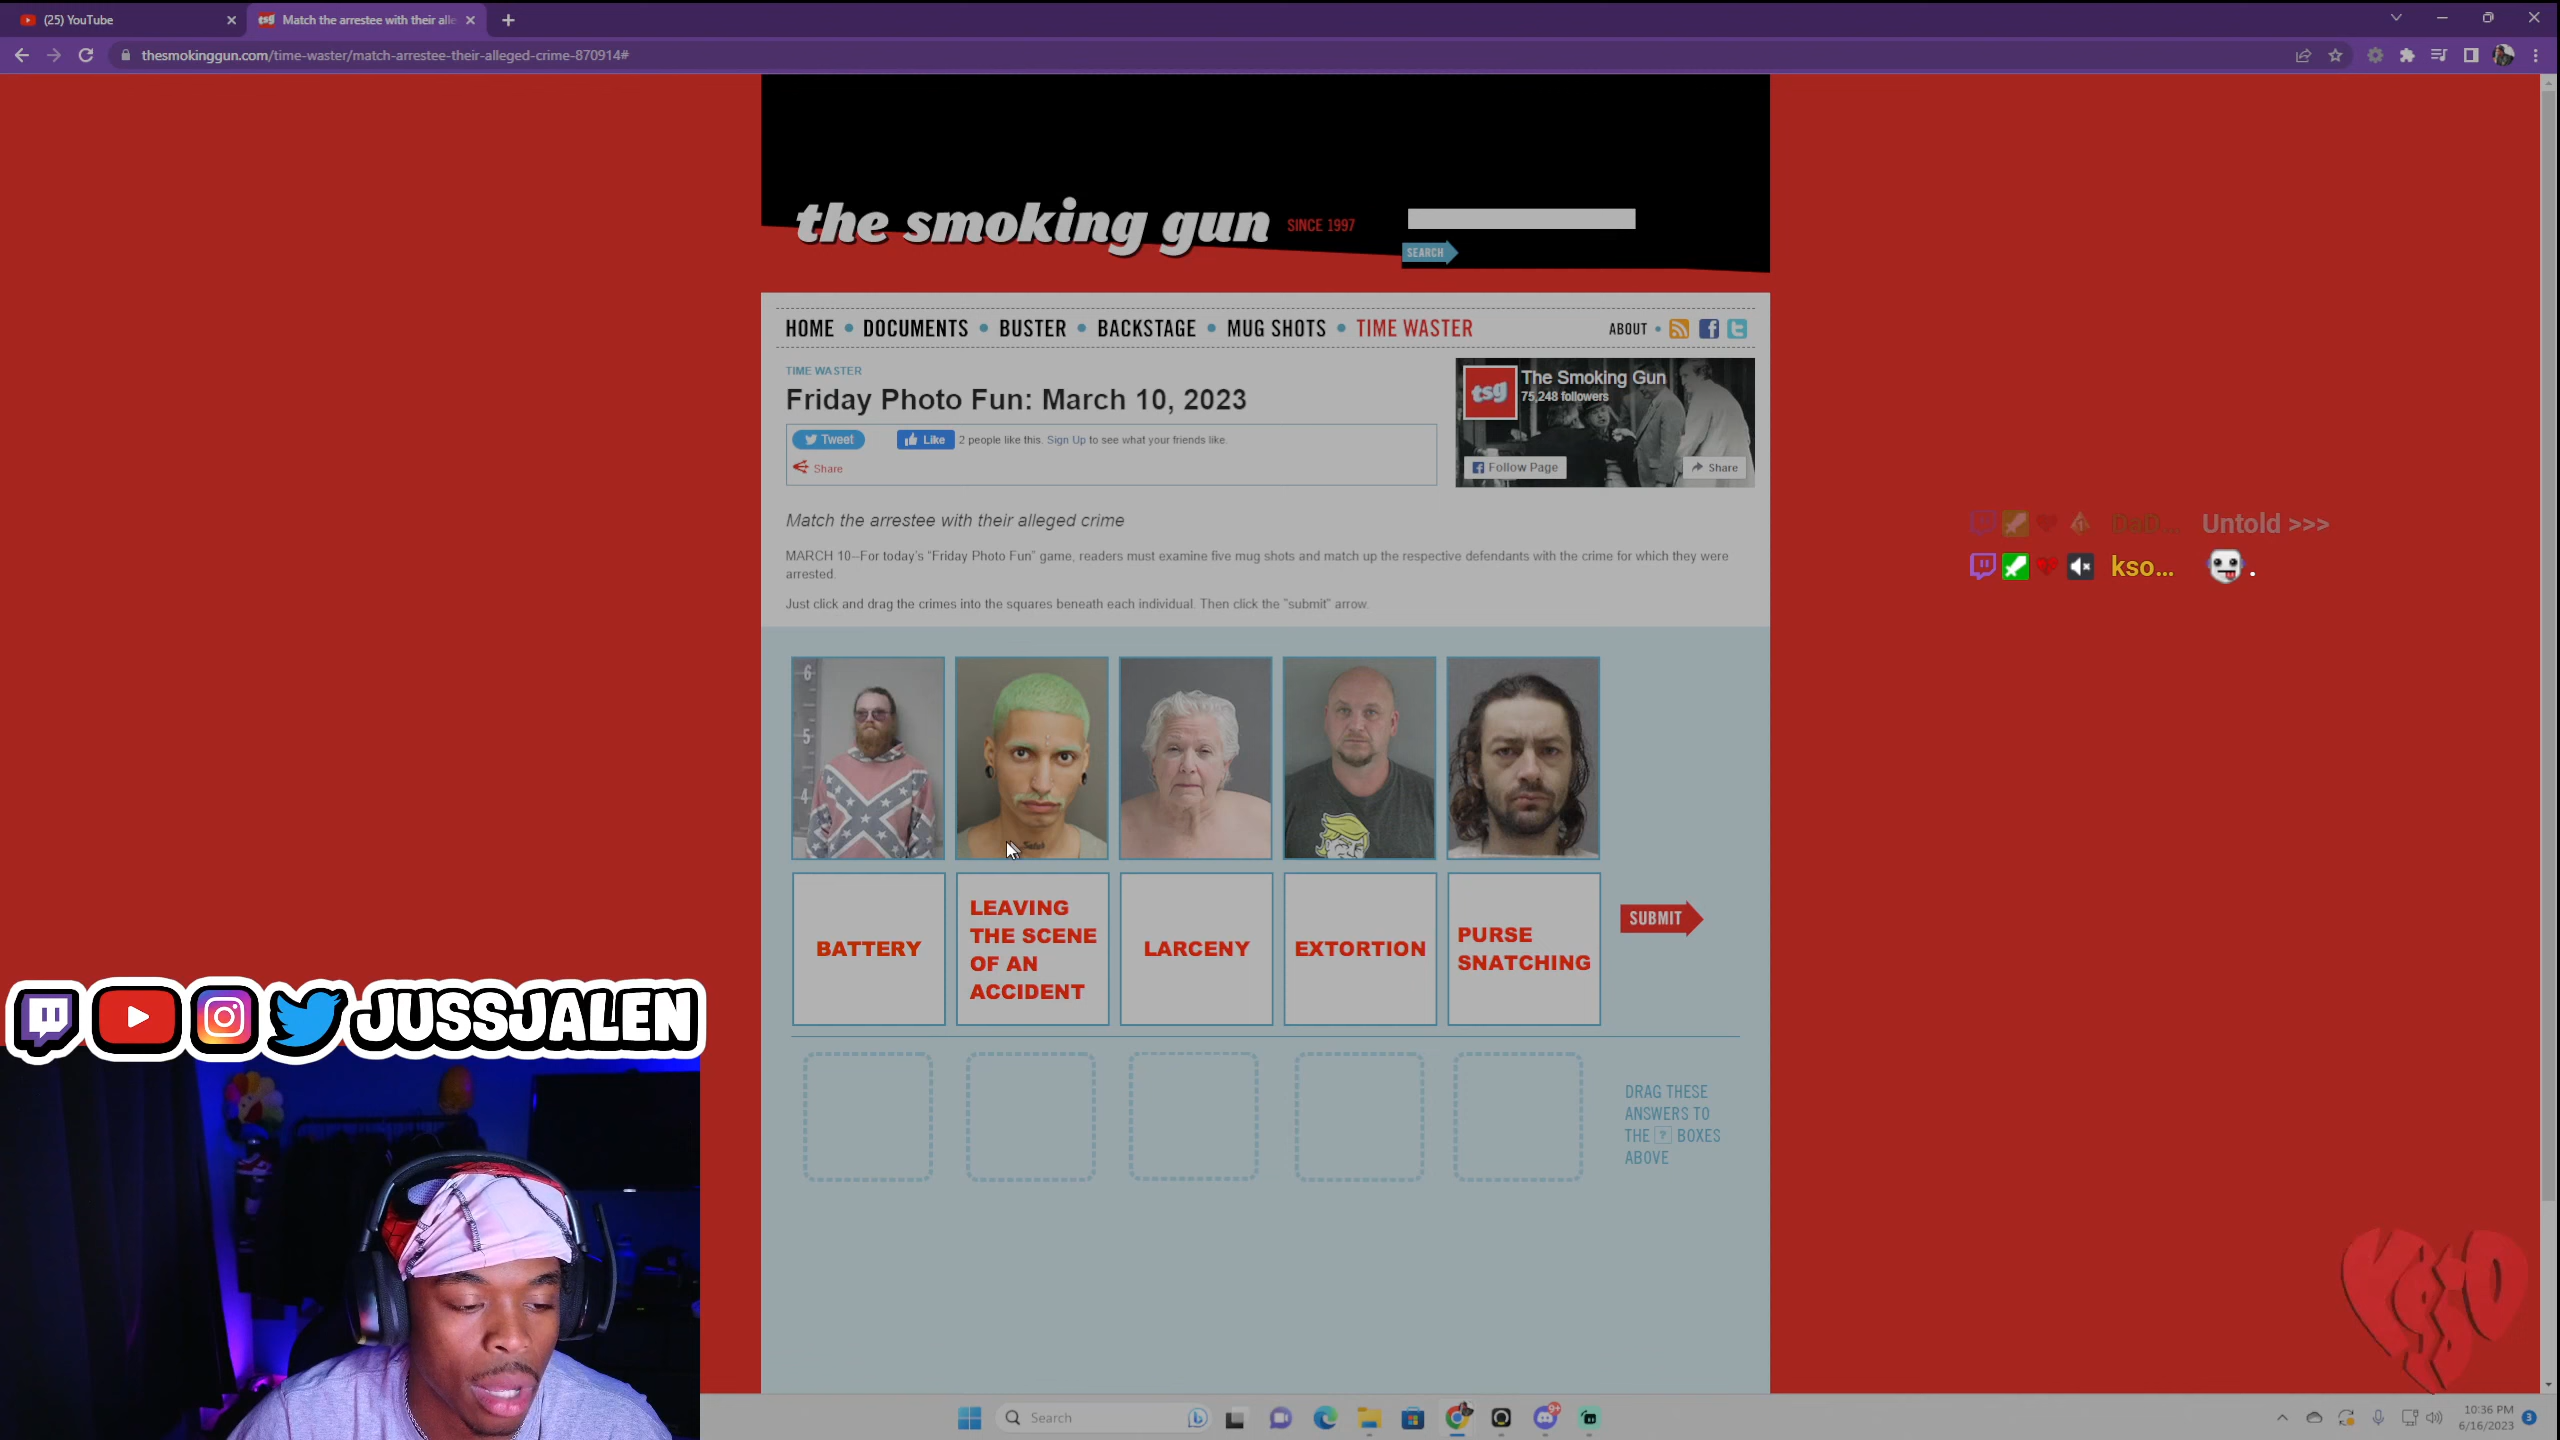 (25) YouTube
Match the arrestee with their alle
thesmokinggun.com/time-waster/match-arrestee-their-alleged-crime-870914#
the smoking gun
SINCE 1997
SEARCH
HOME • DOCUMENTS • BUSTER • BACKSTAGE • MUG SHOTS • TIME WASTER
ABOUT •
TIME WASTER
Friday Photo Fun: March 10, 2023
Tweet
Like
2 people like this. Sign Up to see what your friends like.
Share
tsg
The Smoking Gun
75,248 followers
Follow Page
Share
Match the arrestee with their alleged crime
MARCH 10--For today's "Friday Photo Fun" game, readers must examine five mug shots and match up the respective defendants with the crime for which they were
arrested.
Just click and drag the crimes into the squares beneath each individual. Then click the "submit" arrow.
DaD... Untold >>>
kso... .
6
5
4
BATTERY
LEAVING
THE SCENE
OF AN
ACCIDENT
LARCENY
EXTORTION
PURSE
SNATCHING
SUBMIT
DRAG THESE
ANSWERS TO
THE ? BOXES
ABOVE
JUSSJALEN
Search
10:36 PM
6/16/2023
3